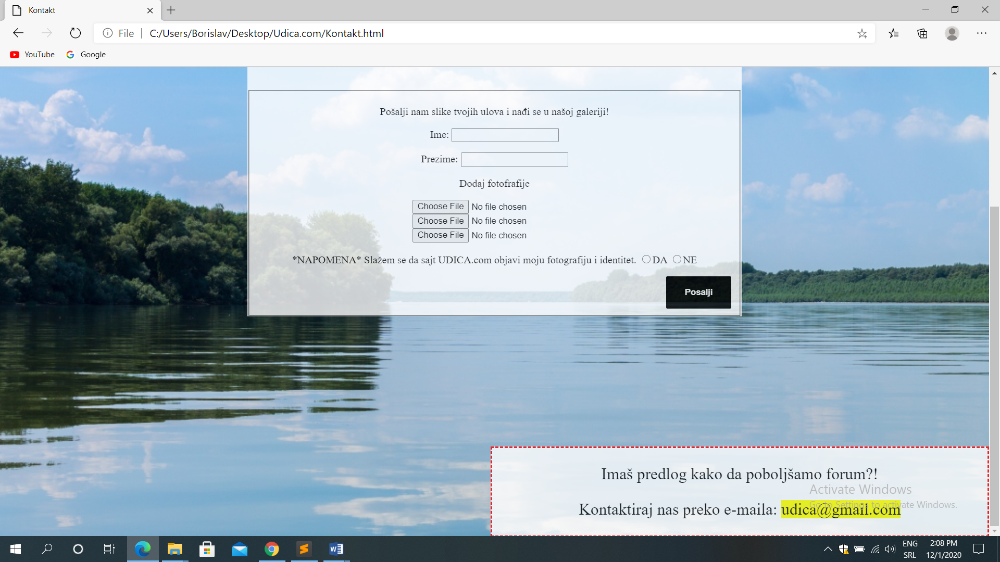 Kontakt
File
C:/Users/Borislav/Desktop/Udica.com/Kontakt.html
YouTube Google
Pošalji nam slike tvojih ulova i nađi se u našoj galeriji!
Ime:
Prezime:
Dodaj fotofrafije
Choose File No file chosen
Choose File No file chosen
Choose File No file chosen
*NAPOMENA* Slažem se da sajt UDICA.com objavi moju fotografiju i identitet. DA NE
Posalji
Imaš predlog kako da poboljšamo forum?!
Activate Windows
Go to Settings to activate Windows.
Kontaktiraj nas preko e-maila: udica@gmail.com
ENG 2:08 PM
SRL 12/1/2020